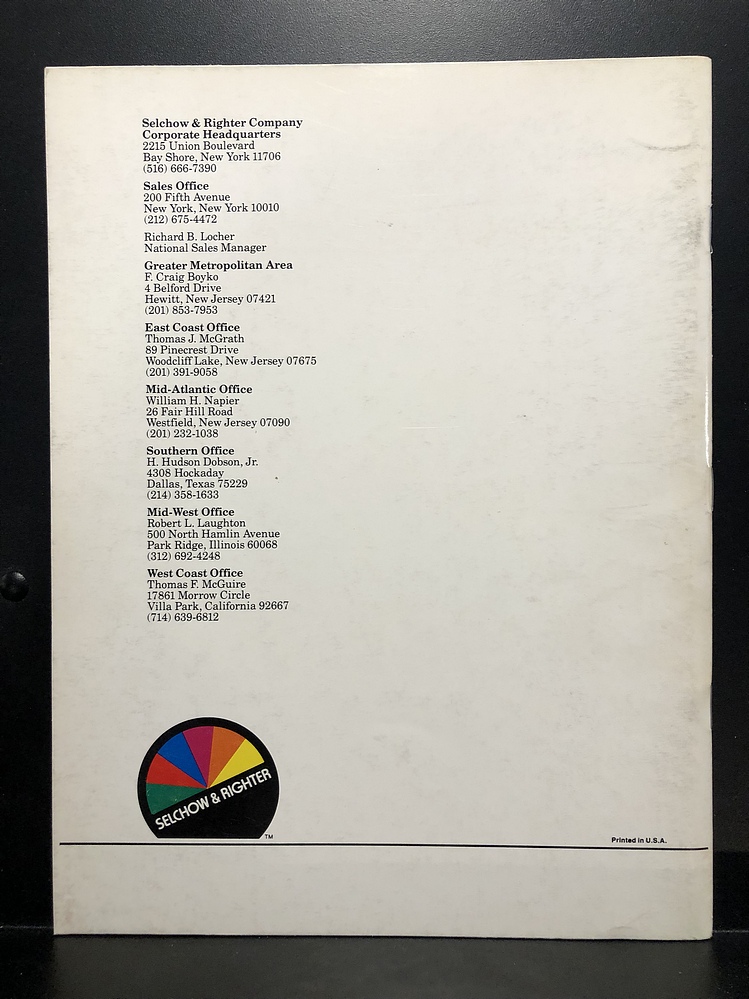 Selchow & Righter Company
Corporate Headquarters
2215 Union Boulevard
Bay Shore, New York 11706
(516) 666-7390
Sales Office
200 Fifth Avenue
New York, New York 10010
(212) 675-4472
Richard B. Locher
National Sales Manager
Greater Metropolitan Area
F. Craig Boyko
4 Belford Drive
Hewitt, New Jersey 07421
(201) 853-7953
East Coast Office
Thomas J. McGrath
89 Pinecrest Drive
Woodcliff Lake, New Jersey 07675
(201) 391-9058
Mid-Atlantic Office
William H. Napier
26 Fair Hill Road
Westfield, New Jersey 07090
(201) 232-1038
Southern Office
H. Hudson Dobson, Jr.
4308 Hockaday
Dallas, Texas 75229
(214) 358-1633
Mid-West Office
Robert L. Laughton
500 North Hamlin Avenue
Park Ridge, Illinois 60068
(312) 692-4248
West Coast Office
Thomas F. McGuire
17861 Morrow Circle
Villa Park, California 92667
(714) 639-6812
SELCHOW & RIGHTER
TM
Printed in U.S.A.